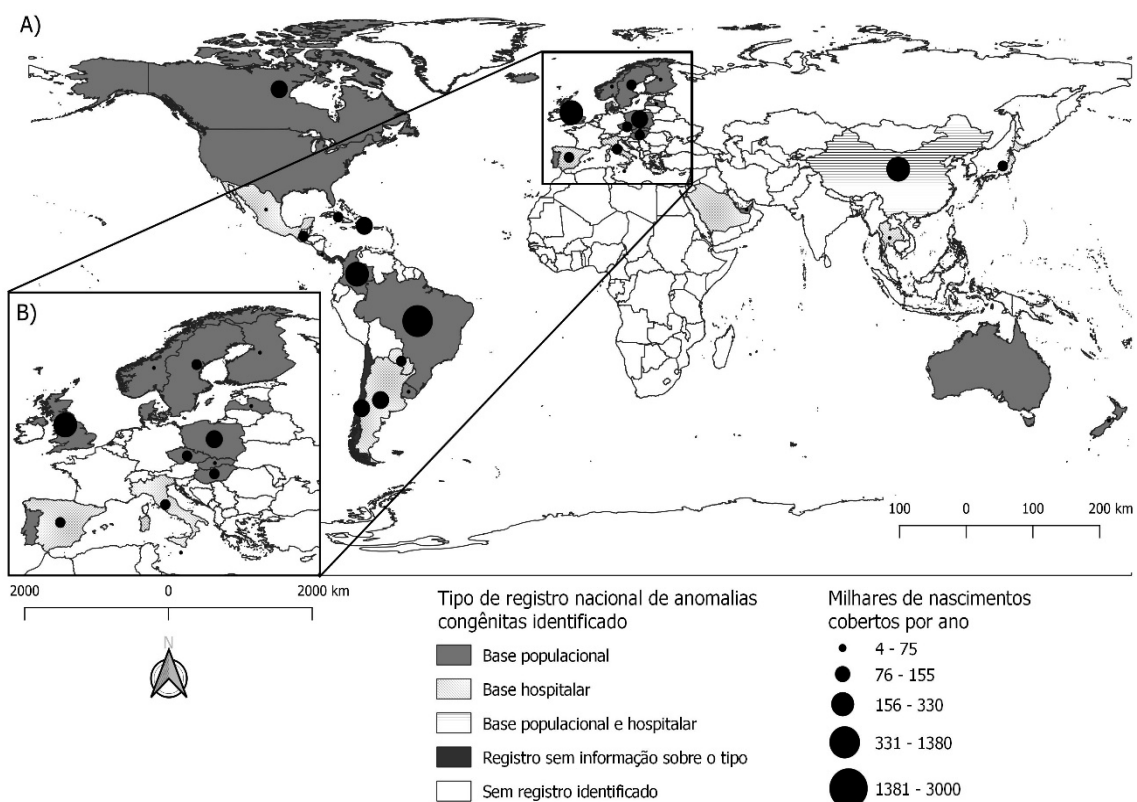 A)
B)
100 0 100 200 km
2000 0 2000 km
N
Tipo de registro nacional de anomalias
congênitas identificado
Base populacional
Base hospitalar
Base populacional e hospitalar
Registro sem informação sobre o tipo
Sem registro identificado
Milhares de nascimentos
cobertos por ano
4 - 75
76 - 155
156 - 330
331 - 1380
1381 - 3000